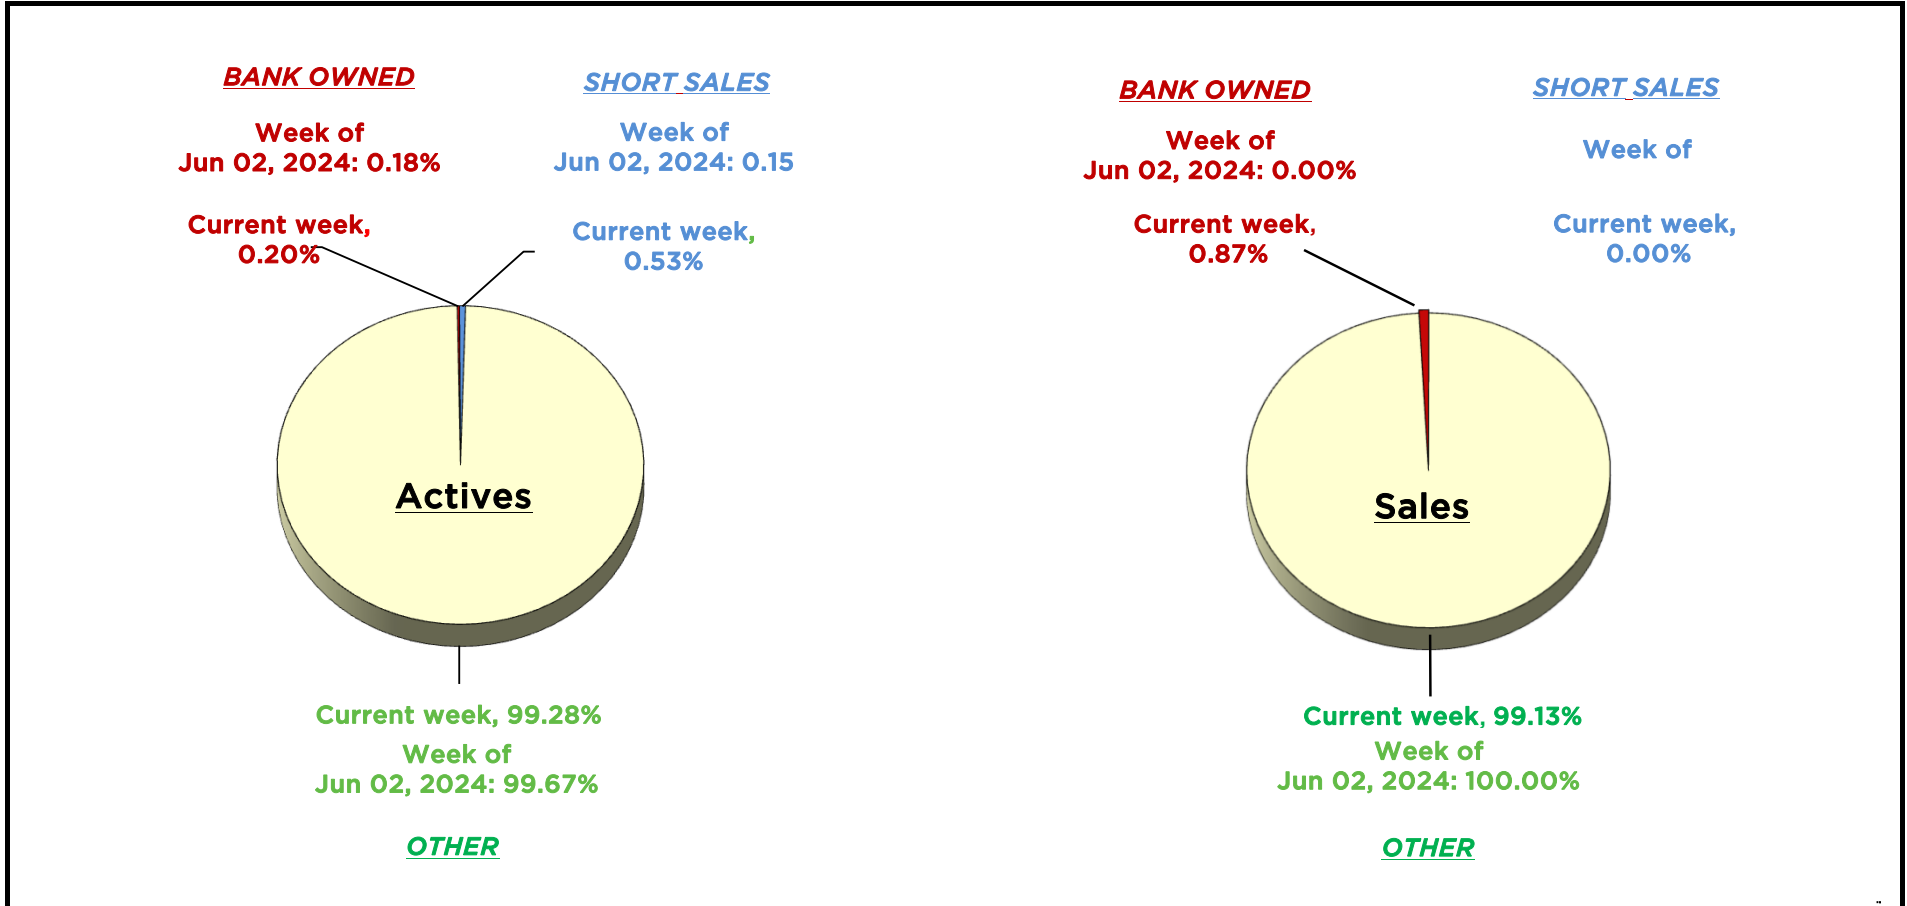 BANK OWNED
Week of
Jun 02, 2024: 0.18%
Current week,
0.20%
SHORT SALES
Week of
Jun 02, 2024: 0.15
Current week,
0.53%
Actives
Current week, 99.28%
Week of
Jun 02, 2024: 99.67%
OTHER
BANK OWNED
Week of
Jun 02, 2024: 0.00%
Current week,
0.87%
SHORT SALES
Week of
Current week,
0.00%
Sales
Current week, 99.13%
Week of
Jun 02, 2024: 100.00%
OTHER